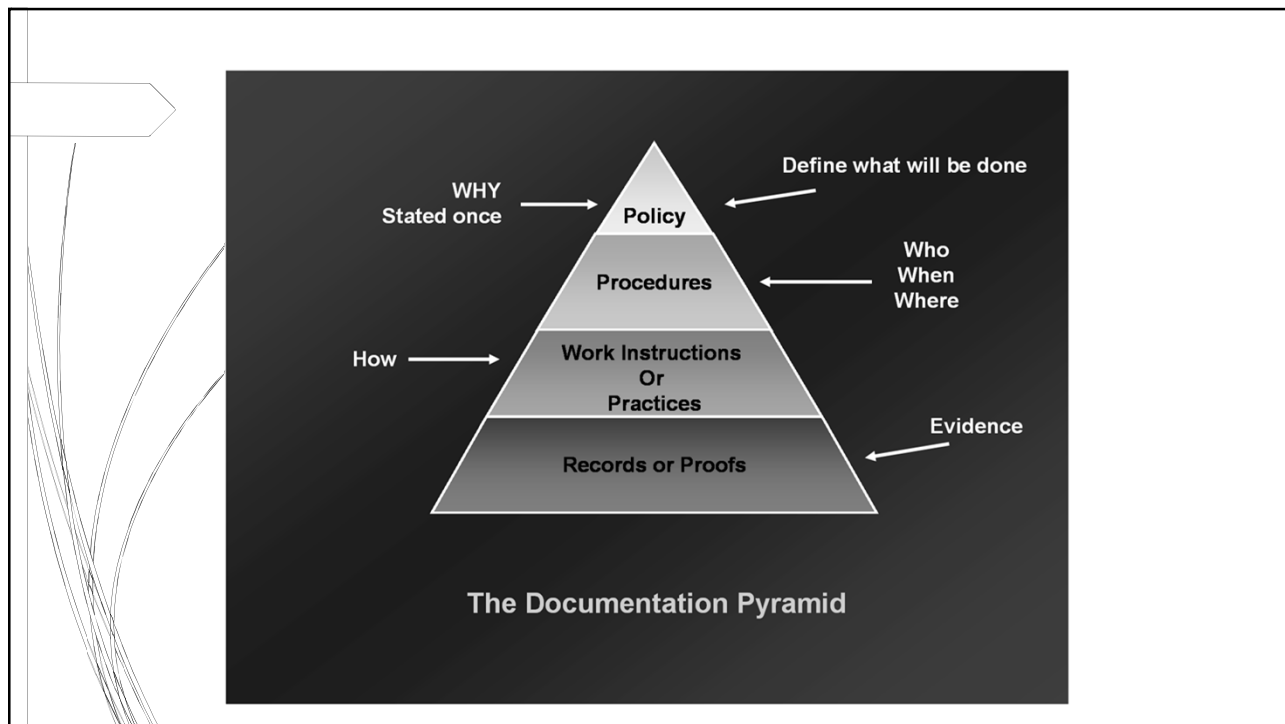 Define what will be done
WHY
Stated once
Policy
Who
When
Where
Procedures
How
Work Instructions
Or
Practices
Evidence
Records or Proofs
The Documentation Pyramid